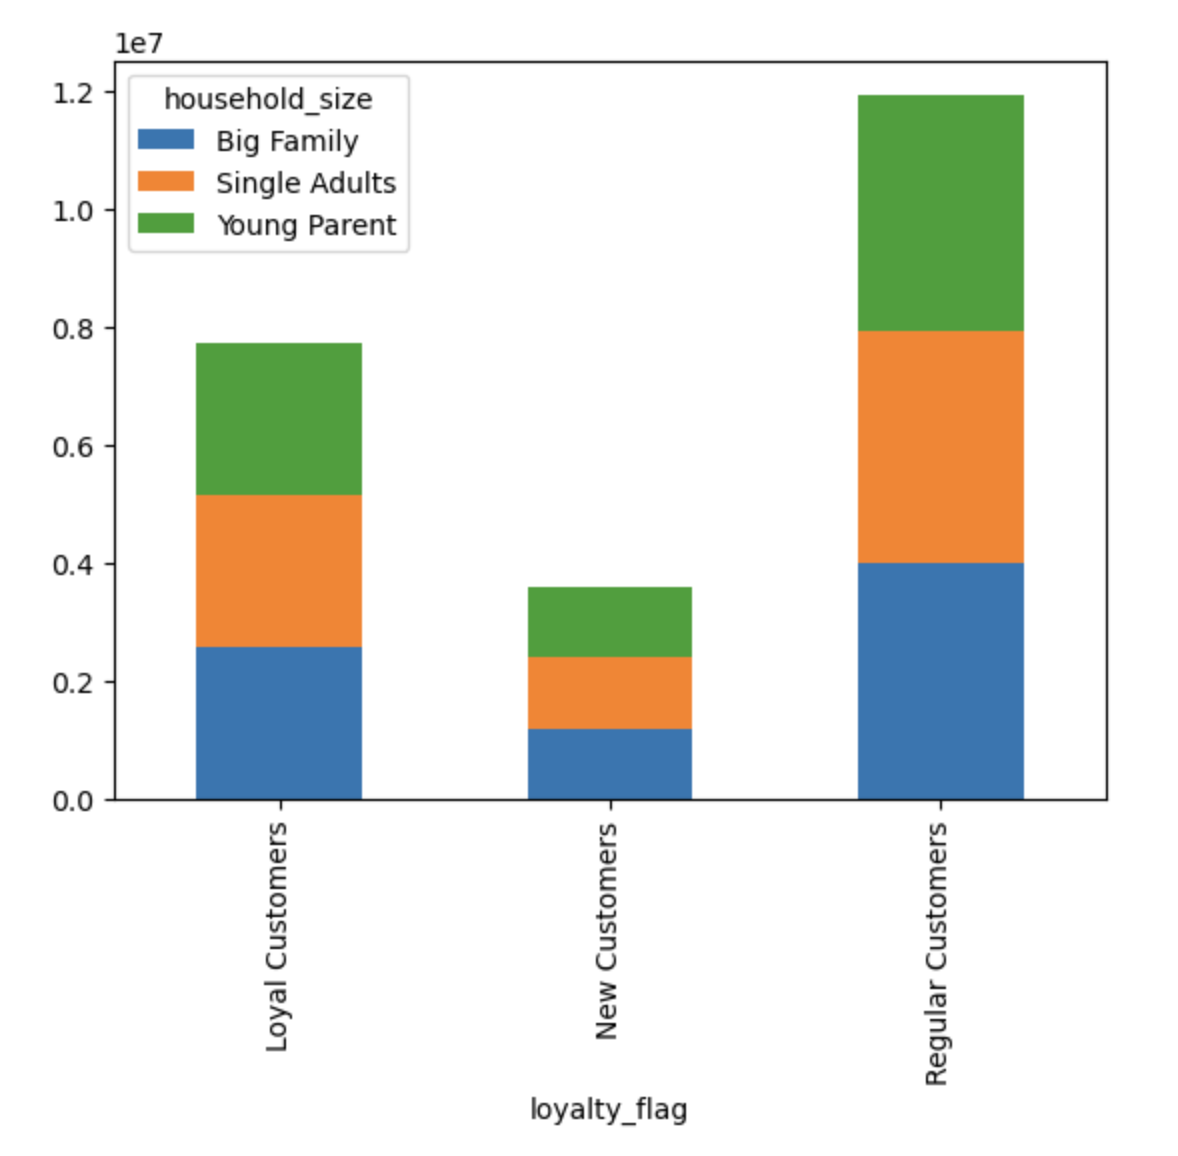 1e7
household_size
Big Family
Single Adults
Young Parent
1.2
1.0
0.8
0.6
0.4
0.2
0.0
Loyal Customers
New Customers
Regular Customers
loyalty_flag